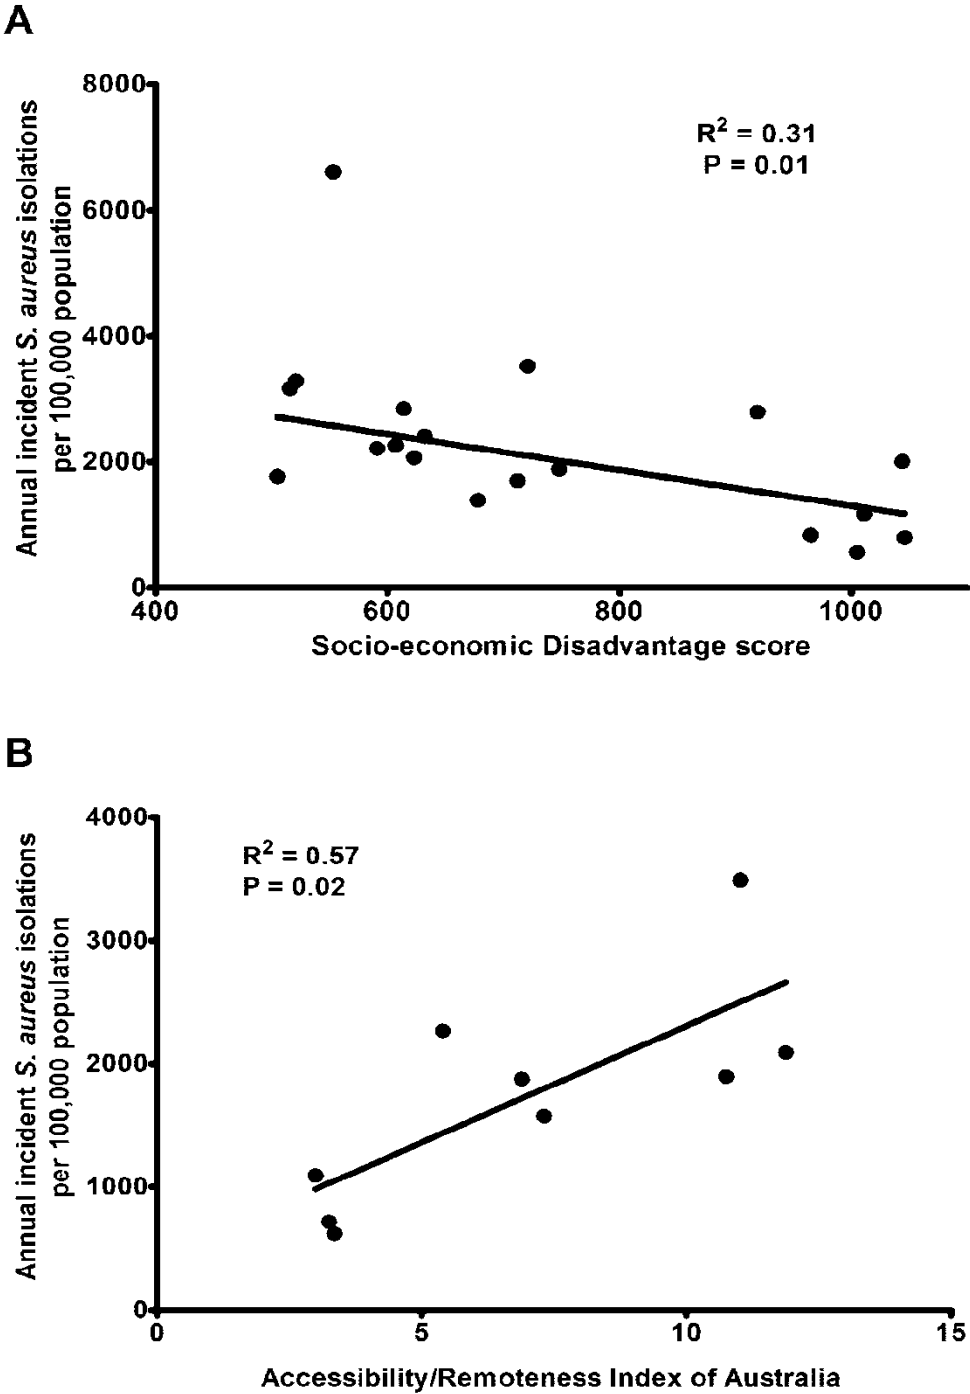 A
Annual incident S. aureus isolations
per 100,000 population
8000
6000
4000
2000
0
R2 = 0.31
P = 0.01
400 600 800 1000
Socio-economic Disadvantage score
B
Annual incident S. aureus isolations
per 100,000 population
4000
3000
2000
1000
0
R2 = 0.57
P = 0.02
0 5 10 15
Accessibility/Remoteness Index of Australia